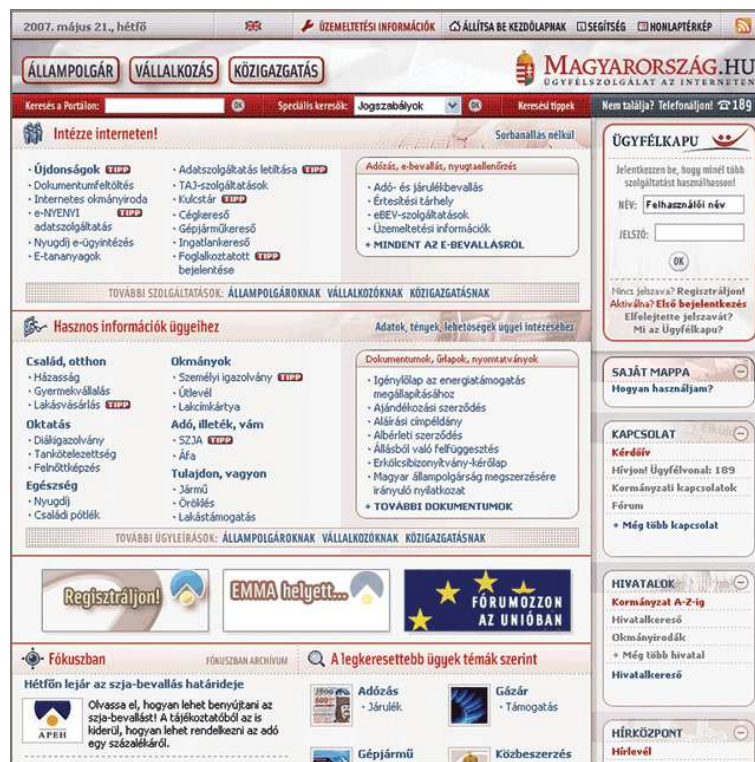 2007. május 21., hétfő
ÜZEMELTETÉSI INFORMÁCIÓK ÁLLÍTSA BE KEZDŐLAPNAK SEGÍTSÉG HONLAPTÉRKÉP
ÁLLAMPOLGÁR VÁLLALKOZÁS KÖZIGAZGATÁS
MAGYARORSZÁG.HU
ÜGYFÉLSZOLGÁLAT AZ INTERNETEN
Keresés a Portálon: OK Speciális keresők: Jogszabályok OK Keresési tippek
Nem találja? Telefonáljon! 189
Intézze interneten!
Sorbanállás nélkül
· Újdonságok TIPP
· Dokumentumfeltöltés
· Internetes okmányiroda
· e-NYENYI TIPP
adatszolgáltatás
· Nyugdíj e-ügyintézés
· E-tananyagok
· Adatszolgáltatás letiltása TIPP
· TAJ-szolgáltatások
· Kulcstár TIPP
· Cégkereső
· Gépjárműkereső
· Ingatlankereső
· Foglalkoztatott TIPP
bejelentése
Adózás, e-bevallás, nyugtaellenőrzés
· Adó- és járulékbevallás
· Értesítési tárhely
· eBEV-szolgáltatások
· Üzemeltetési információk
+ MINDENT AZ E-BEVALLÁSRÓL
TOVÁBBI SZOLGÁLTATÁSOK: ÁLLAMPOLGÁROKNAK VÁLLALKOZÓKNAK KÖZIGAZGATÁSNAK
Hasznos információk ügyeihez
Adatok, tények, lehetőségek ügyei intézéséhez
Család, otthon
· Házasság
· Gyermekvállalás
· Lakásvásárlás TIPP
Oktatás
· Diákigazolvány
· Tankötelezettség
· Felnőttképzés
Egészség
· Nyugdíj
· Családi pótlék
Okmányok
· Személyi igazolvány TIPP
· Útlevél
· Lakcímkártya
Adó, illeték, vám
· SZJA TIPP
· Áfa
Tulajdon, vagyon
· Jármű
· Öröklés
· Lakástámogatás
Dokumentumok, űrlapok, nyomtatványok
· Igénylőlap az energiatámogatás
megállapításához
· Ajándékozási szerződés
· Aláírási címpéldány
· Albérleti szerződés
· Állásból való felfüggesztés
· Erkölcsibizonyítvány-kérőlap
· Magyar állampolgárság megszerzésére
irányuló nyilatkozat
+ TOVÁBBI DOKUMENTUMOK
TOVÁBBI ÜGYLEÍRÁSOK: ÁLLAMPOLGÁROKNAK VÁLLALKOZÓKNAK KÖZIGAZGATÁSNAK
Regisztráljon!
EMMA helyett...
FÓRUMOZZON
AZ UNIÓBAN
Fókuszban
FÓKUSZBAN ARCHÍVUM
Hétfőn lejár az szja-bevallás határideje
APEH
Olvassa el, hogyan lehet benyújtani az
szja-bevallást! A tájékoztatóból az is
kiderül, hogyan lehet rendelkezni az adó
egy százalékáról.
A legkeresettebb ügyek témák szerint
Adózás
· Járulék
Gázár
· Támogatás
Gépjármű
Közbeszerzés
ÜGYFÉLKAPU
Jelentkezzen be, hogy minél több
szolgáltatást használhasson!
NÉV: Felhasználói név
JELSZÓ:
OK
Nincs jelszava? Regisztráljon!
Aktiválna? Első bejelentkezés
Elfelejtette jelszavát?
Mi az Ügyfélkapu?
SAJÁT MAPPA
Hogyan használjam?
KAPCSOLAT
Kérdőív
Hívjon! Ügyfélvonal: 189
Kormányzati kapcsolatok
Fórum
+ Még több kapcsolat
HIVATALOK
Kormányzat A-Z-ig
Hivatalkereső
Okmányirodák
+ Még több hivatal
Hivatalkereső
HÍRKÖZPONT
Hírlevél